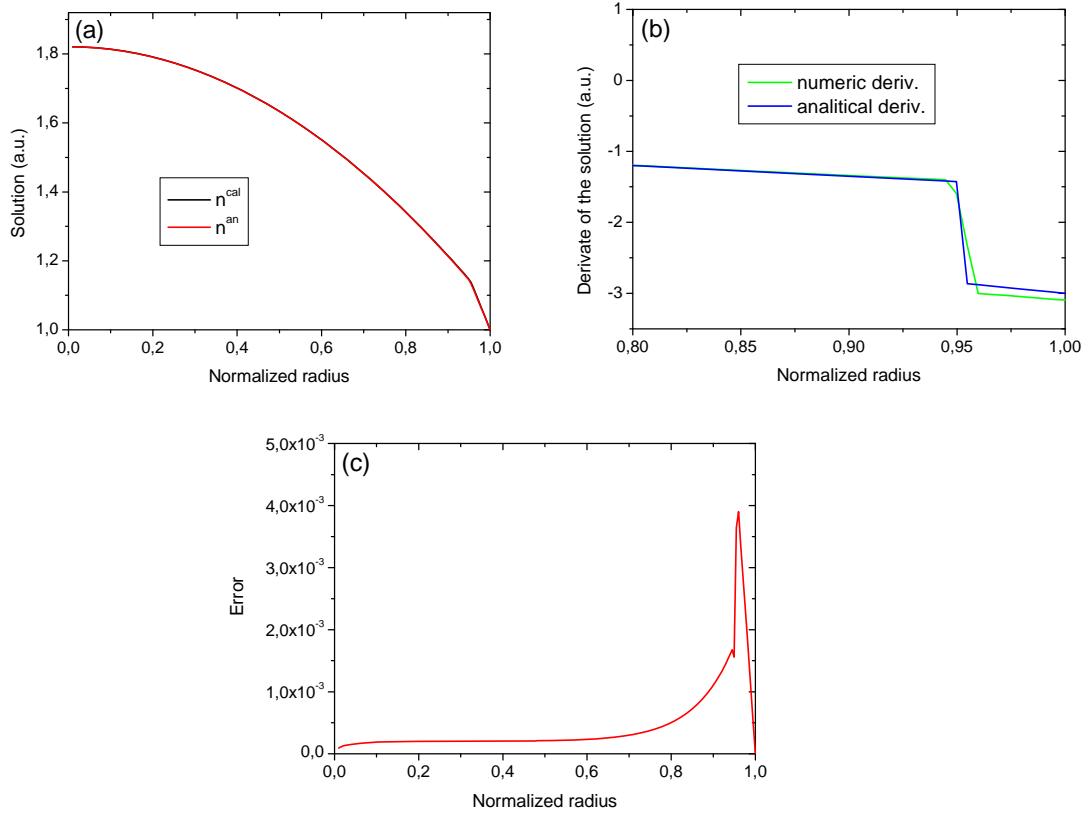 (a)
Solution (a.u.)
1,8
1,6
1,4
1,2
1,0
n^cal
n^an
0,0 0,2 0,4 0,6 0,8 1,0
Normalized radius
(b)
Derivate of the solution (a.u.)
1
0
-1
-2
-3
numeric deriv.
analitical deriv.
0,80 0,85 0,90 0,95 1,00
Normalized radius
(c)
Error
5,0x10^-3
4,0x10^-3
3,0x10^-3
2,0x10^-3
1,0x10^-3
0,0
0,0 0,2 0,4 0,6 0,8 1,0
Normalized radius